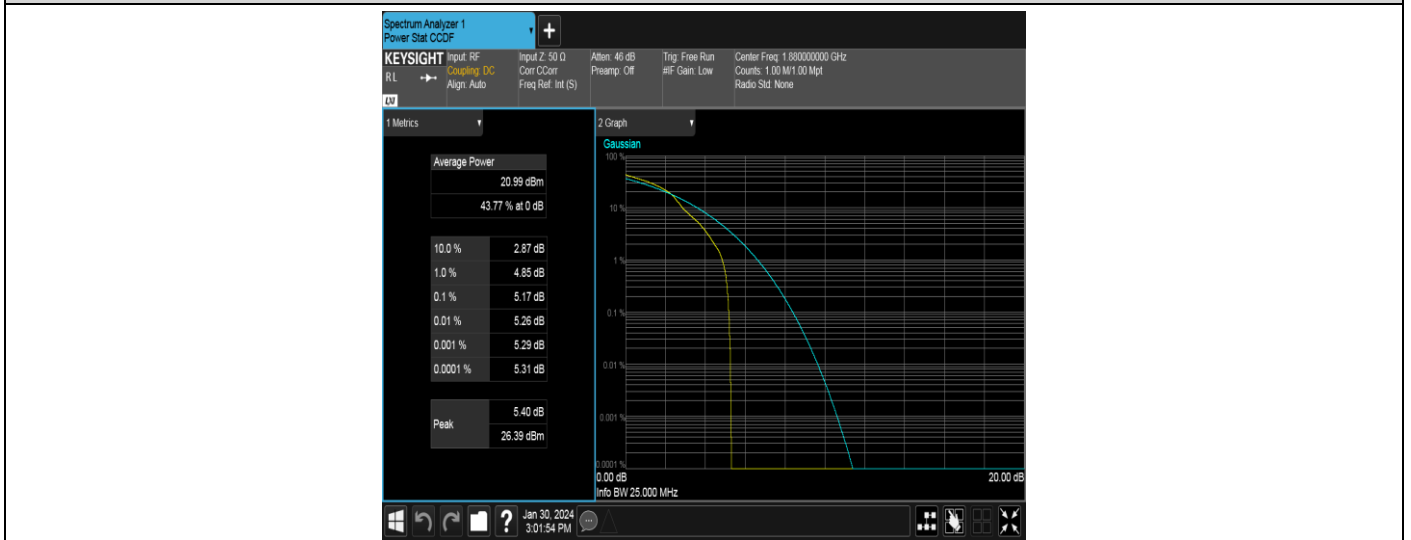 Spectrum Analyzer 1
Power Stat CCDF
+
KEYSIGHT
RL
LXI
Input: RF
Coupling: DC
Align: Auto
Input Z: 50 Ω
Corr CCorr
Freq Ref: Int (S)
Atten: 46 dB
Preamp: Off
Trig: Free Run
#IF Gain: Low
Center Freq: 1.880000000 GHz
Counts: 1.00 M/1.00 Mpt
Radio Std: None
1 Metrics
Average Power
20.99 dBm
43.77 % at 0 dB
10.0 % 2.87 dB
1.0 % 4.85 dB
0.1 % 5.17 dB
0.01 % 5.26 dB
0.001 % 5.29 dB
0.0001 % 5.31 dB
Peak
5.40 dB
26.39 dBm
2 Graph
Gaussian
100 %
10 %
1 %
0.1 %
0.01 %
0.001 %
0.0001 %
0.00 dB 20.00 dB
Info BW 25.000 MHz
? Jan 30, 2024
3:01:54 PM